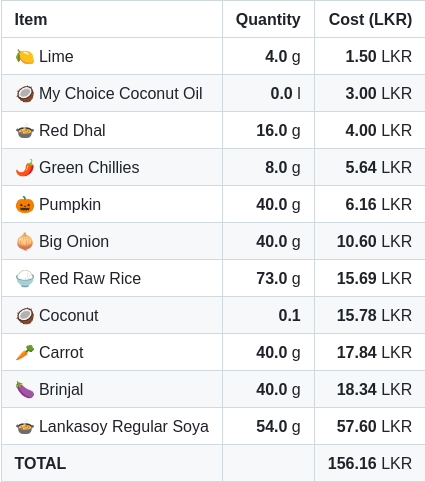 Item Quantity Cost (LKR)
🍋 Lime 4.0 g 1.50 LKR
🥥 My Choice Coconut Oil 0.0 l 3.00 LKR
🍲 Red Dhal 16.0 g 4.00 LKR
🌶️ Green Chillies 8.0 g 5.64 LKR
🎃 Pumpkin 40.0 g 6.16 LKR
🧅 Big Onion 40.0 g 10.60 LKR
🍚 Red Raw Rice 73.0 g 15.69 LKR
🥥 Coconut 0.1 15.78 LKR
🥕 Carrot 40.0 g 17.84 LKR
🍆 Brinjal 40.0 g 18.34 LKR
🍲 Lankasoy Regular Soya 54.0 g 57.60 LKR
TOTAL 156.16 LKR